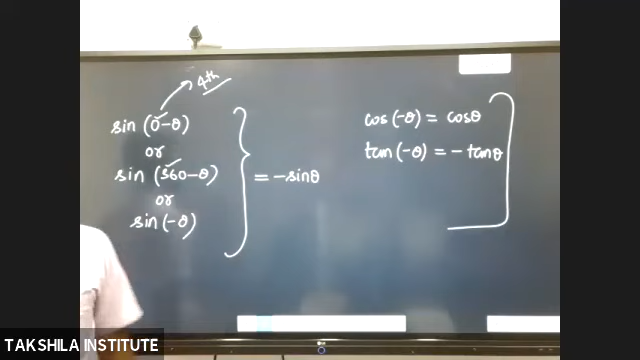 4th
sin (0-θ)
or
sin (360-θ)
or
sin (-θ)
= -sinθ
cos(-θ) = cosθ
tan(-θ) = - tanθ
TAKSHILA INSTITUTE